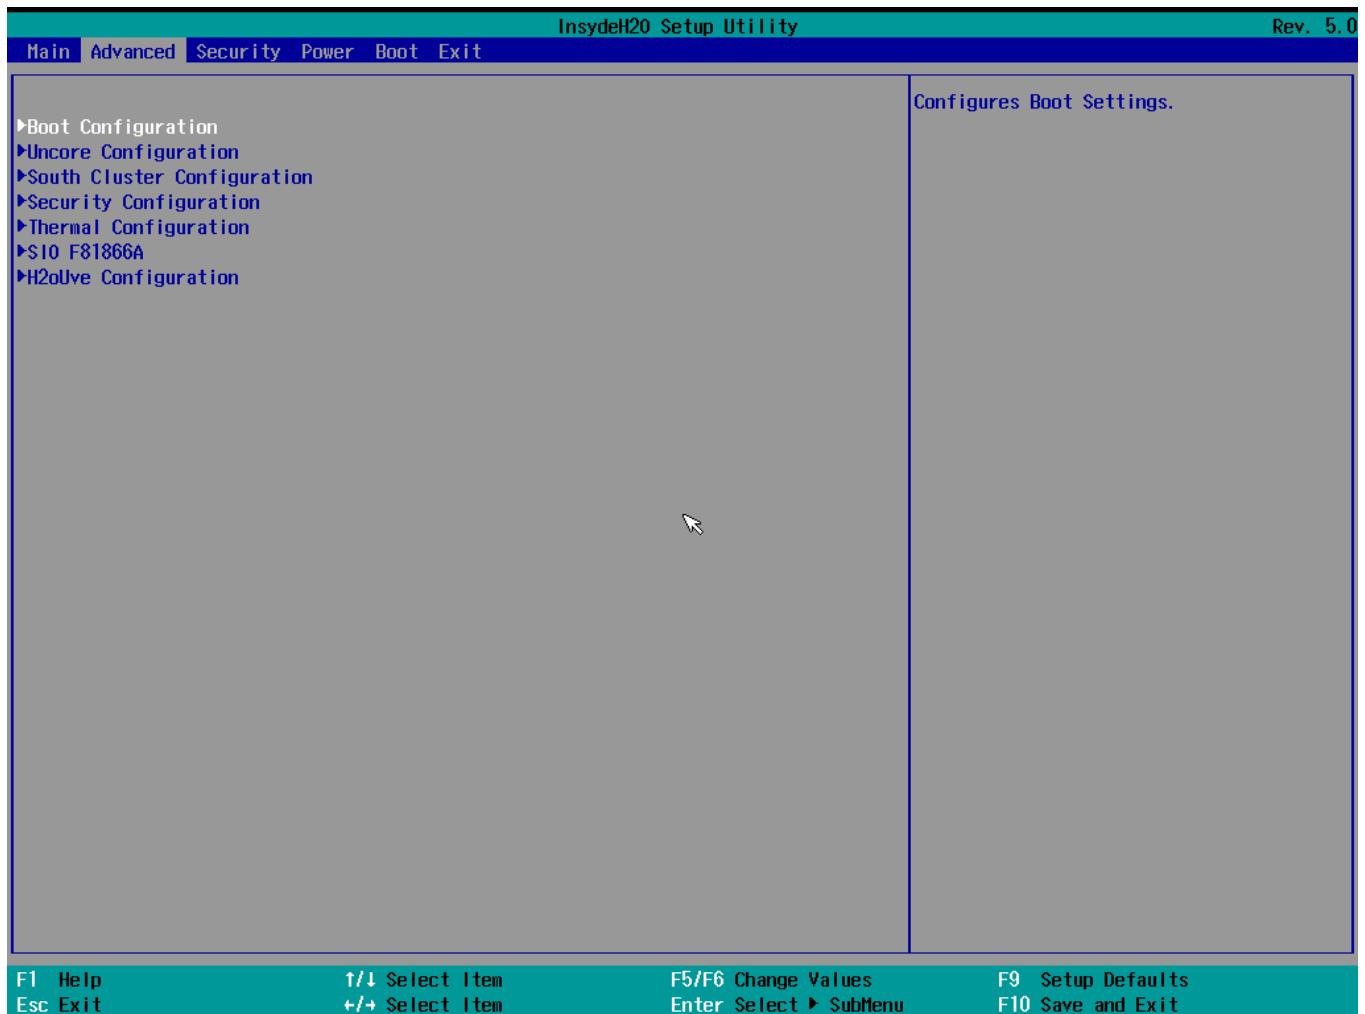 InsydeH2O Setup Utility Rev. 5.0
Main Advanced Security Power Boot Exit
Configures Boot Settings.
▶Boot Configuration
▶Uncore Configuration
▶South Cluster Configuration
▶Security Configuration
▶Thermal Configuration
▶SIO F81866A
▶H2oUve Configuration
F1 Help ↑/↓ Select Item F5/F6 Change Values F9 Setup Defaults
Esc Exit ←/→ Select Item Enter Select ▶ SubMenu F10 Save and Exit